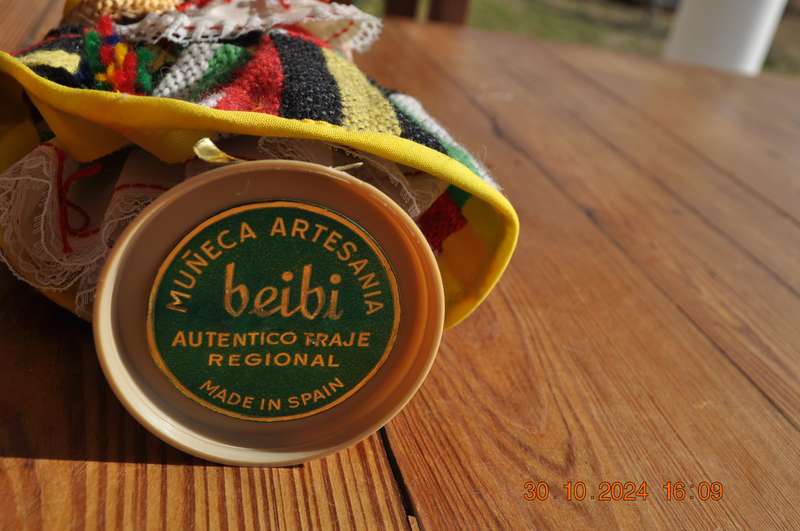 MUÑECA ARTESANIA
beibi
AUTENTICO TRAJE
REGIONAL
MADE IN SPAIN
30.10.2024 16:09